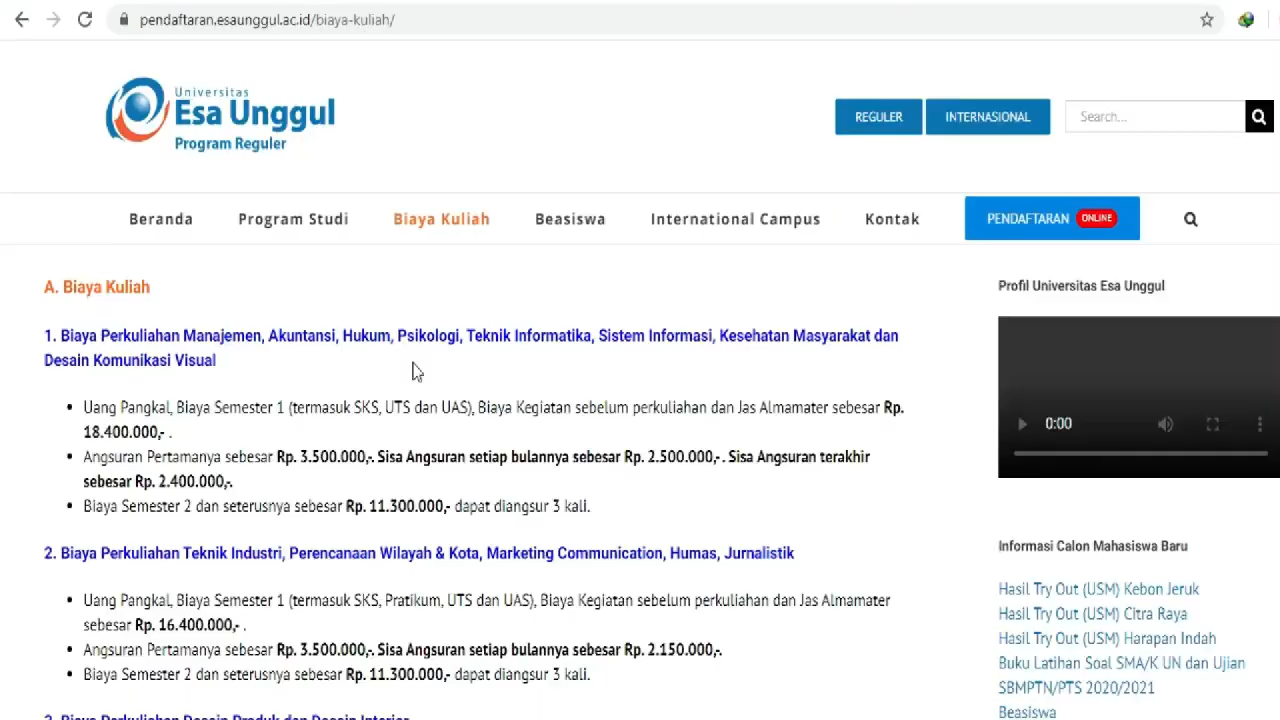 pendaftaran.esaunggul.ac.id/biaya-kuliah/
Universitas
Esa Unggul
Program Reguler
REGULER
INTERNASIONAL
Search...
Beranda
Program Studi
Biaya Kuliah
Beasiswa
International Campus
Kontak
PENDAFTARAN ONLINE
A. Biaya Kuliah
1. Biaya Perkuliahan Manajemen, Akuntansi, Hukum, Psikologi, Teknik Informatika, Sistem Informasi, Kesehatan Masyarakat dan
Desain Komunikasi Visual
• Uang Pangkal, Biaya Semester 1 (termasuk SKS, UTS dan UAS), Biaya Kegiatan sebelum perkuliahan dan Jas Almamater sebesar Rp.
18.400.000,- .
• Angsuran Pertamanya sebesar Rp. 3.500.000,-. Sisa Angsuran setiap bulannya sebesar Rp. 2.500.000,- . Sisa Angsuran terakhir
sebesar Rp. 2.400.000,-.
• Biaya Semester 2 dan seterusnya sebesar Rp. 11.300.000,- dapat diangsur 3 kali.
2. Biaya Perkuliahan Teknik Industri, Perencanaan Wilayah & Kota, Marketing Communication, Humas, Jurnalistik
• Uang Pangkal, Biaya Semester 1 (termasuk SKS, Pratikum, UTS dan UAS), Biaya Kegiatan sebelum perkuliahan dan Jas Almamater
sebesar Rp. 16.400.000,- .
• Angsuran Pertamanya sebesar Rp. 3.500.000,-. Sisa Angsuran setiap bulannya sebesar Rp. 2.150.000,-.
• Biaya Semester 2 dan seterusnya sebesar Rp. 11.300.000,- dapat diangsur 3 kali.
3. Biaya Perkuliahan Desain Produk dan Desain Interior
Profil Universitas Esa Unggul
0:00
Informasi Calon Mahasiswa Baru
Hasil Try Out (USM) Kebon Jeruk
Hasil Try Out (USM) Citra Raya
Hasil Try Out (USM) Harapan Indah
Buku Latihan Soal SMA/K UN dan Ujian
SBMPTN/PTS 2020/2021
Beasiswa